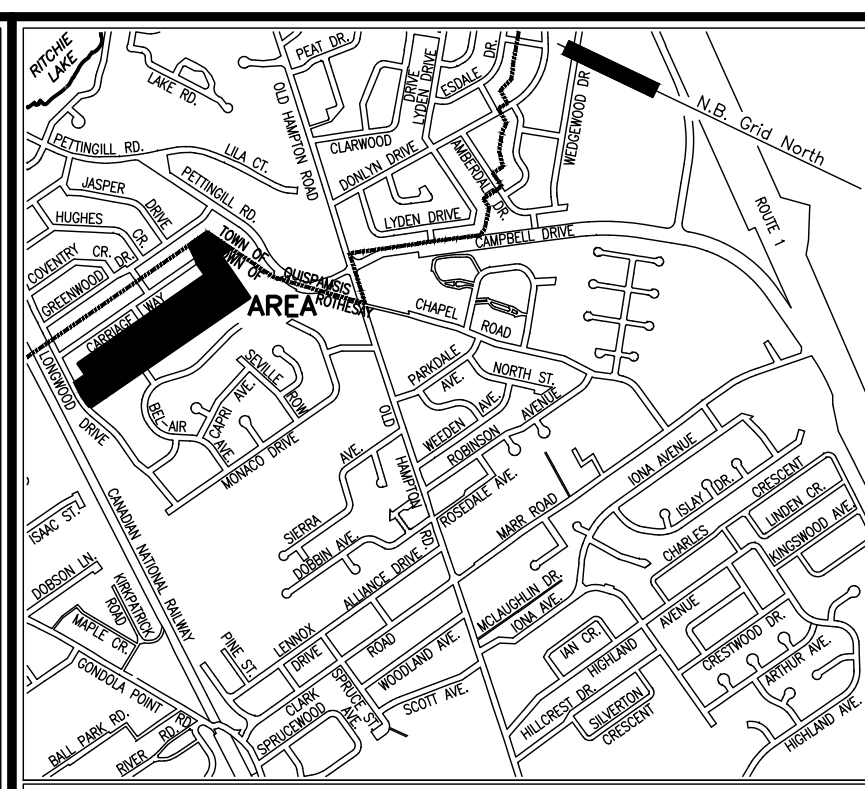 RITCHIE
LAKE
LAKE RD.
PEAT DR.
OLD HAMPTON ROAD
DRIVE
LYDEN DRIVE
ESDALE DR.
WEDGEWOOD DR
N.B. Grid North
CLARWOOD
PETTINGILL RD.
LILA CT.
DONLYN DRIVE
AMBERDALE DR.
PETTINGILL RD.
JASPER
DRIVE
HUGHES
CR.
LYDEN DRIVE
CAMPBELL DRIVE
ROUTE 1
COVENTRY CR.
GREENWOOD DR.
TOWN OF QUISPAMSIS
TOWN OF ROTHESAY
AREA
CARRIAGE WAY
CHAPEL
ROAD
LONGWOOD
DRIVE
SEVILLE
ROW
PARKDALE
AVE.
NORTH ST.
BEL-AIR
AVE.
CAPRI AVE.
WEEDEN AVE.
ROBINSON AVENUE
MONACO DRIVE
OLD
HAMPTON
RD.
SIERRA
AVE.
IONA AVENUE
ROSEDALE AVE.
MARR ROAD
ISLAY DR.
CHARLES
CRESCENT
LINDEN CR.
KINGSWOOD AVE.
ISAAC ST.
CANADIAN NATIONAL RAILWAY
DOBBIN AVE.
ALLIANCE DRIVE
DOBSON LN.
KIRKPATRICK
ROAD
MAPLE CR.
MCLAUGHLIN DR.
IONA AVE.
AVENUE
CRESTWOOD DR.
PINE ST.
LENNOX
DRIVE
ROAD
WOODLAND AVE.
IAN CR.
HIGHLAND
ARTHUR AVE.
GONDOLA POINT RD.
SPRUCE ST.
SCOTT AVE.
CLARK
AVE.
SPRUCEWOOD
HILLCREST DR.
SILVERTON
CRESCENT
HIGHLAND AVE.
BALL PARK RD.
RIVER RD.